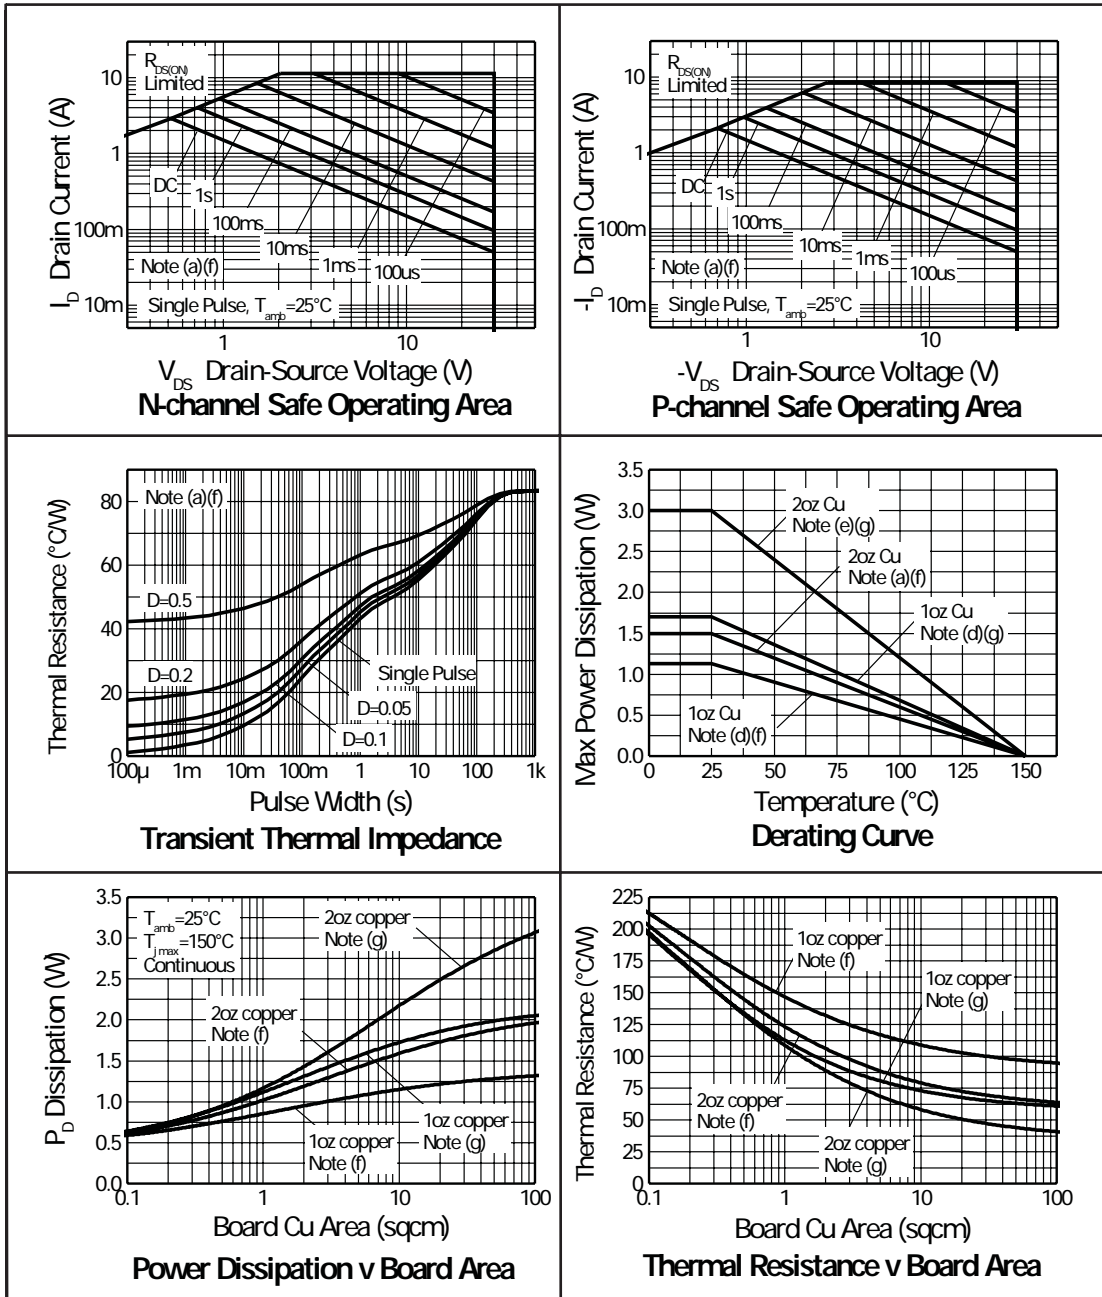 R DS(ON)
Limited
10
1
100m
10m
I D Drain Current (A)
DC
1s
100ms
10ms
1ms
100us
Note (a)(f)
Single Pulse, T amb =25°C
1
10
V DS Drain-Source Voltage (V)
N-channel Safe Operating Area
R DS(ON)
Limited
10
1
100m
10m
-I D Drain Current (A)
DC
1s
100ms
10ms
1ms
100us
Note (a)(f)
Single Pulse, T amb =25°C
1
10
-V DS Drain-Source Voltage (V)
P-channel Safe Operating Area
80
60
40
20
0
Thermal Resistance (°C/W)
Note (a)(f)
D=0.5
D=0.2
Single Pulse
D=0.05
D=0.1
100µ 1m 10m 100m 1 10 100 1k
Pulse Width (s)
Transient Thermal Impedance
3.5
3.0
2.5
2.0
1.5
1.0
0.5
0.0
Max Power Dissipation (W)
2oz Cu
Note (e)(g)
2oz Cu
Note (a)(f)
1oz Cu
Note (d)(g)
1oz Cu
Note (d)(f)
0 25 50 75 100 125 150
Temperature (°C)
Derating Curve
3.5
3.0
2.5
2.0
1.5
1.0
0.5
0.0
P D Dissipation (W)
T amb =25°C
T j max =150°C
Continuous
2oz copper
Note (g)
2oz copper
Note (f)
1oz copper
Note (g)
1oz copper
Note (f)
0.1 1 10 100
Board Cu Area (sqcm)
Power Dissipation v Board Area
225
200
175
150
125
100
75
50
25
0
Thermal Resistance (°C/W)
1oz copper
Note (f)
1oz copper
Note (g)
2oz copper
Note (f)
2oz copper
Note (g)
0.1 1 10 100
Board Cu Area (sqcm)
Thermal Resistance v Board Area